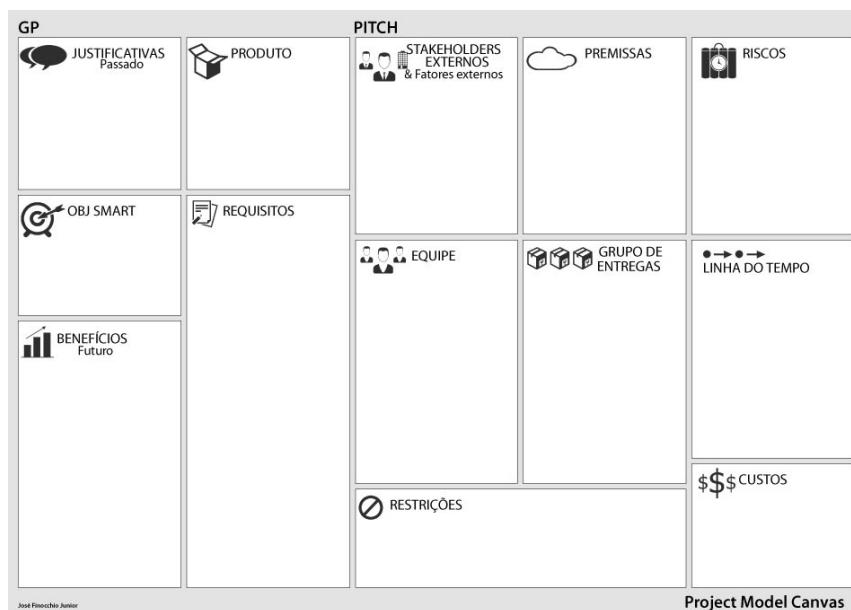 GP
PITCH
JUSTIFICATIVAS
Passado
PRODUTO
STAKEHOLDERS
EXTERNOS
& Fatores externos
PREMISSAS
RISCOS
OBJ SMART
REQUISITOS
EQUIPE
GRUPO DE
ENTREGAS
LINHA DO TEMPO
BENEFÍCIOS
Futuro
RESTRIÇÕES
$$$ CUSTOS
José Finocchio Junior
Project Model Canvas